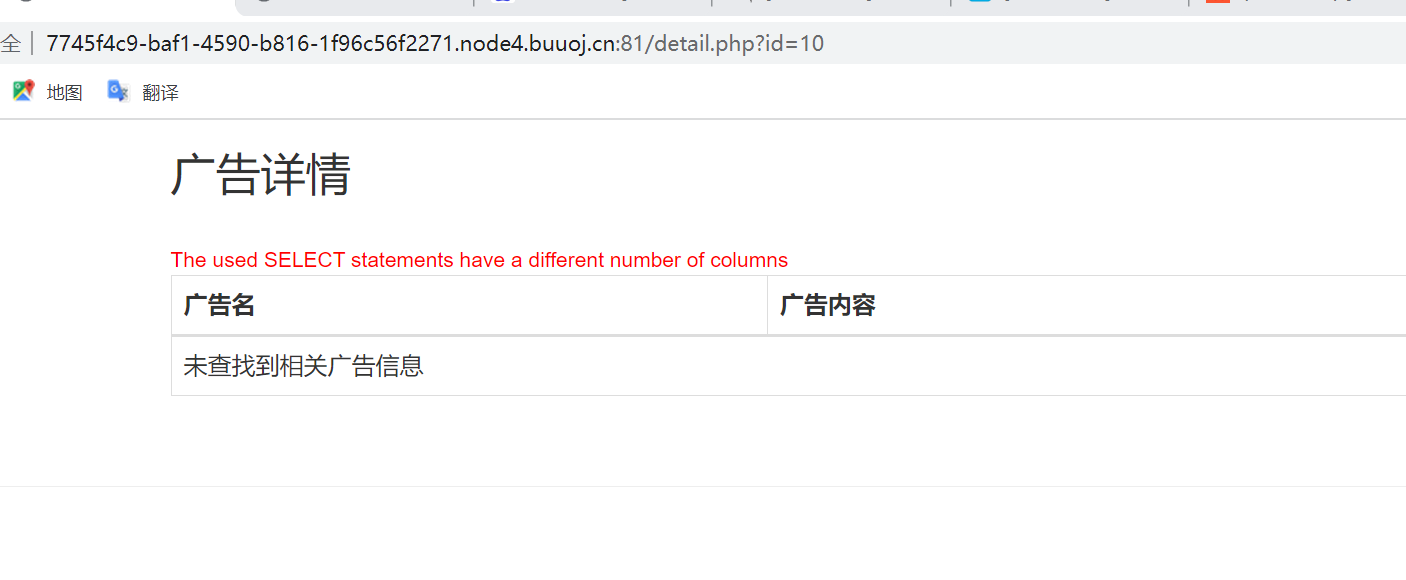 全 | 7745f4c9-baf1-4590-b816-1f96c56f2271.node4.buuoj.cn:81/detail.php?id=10
地图 翻译
广告详情
The used SELECT statements have a different number of columns
广告名 广告内容
未查找到相关广告信息